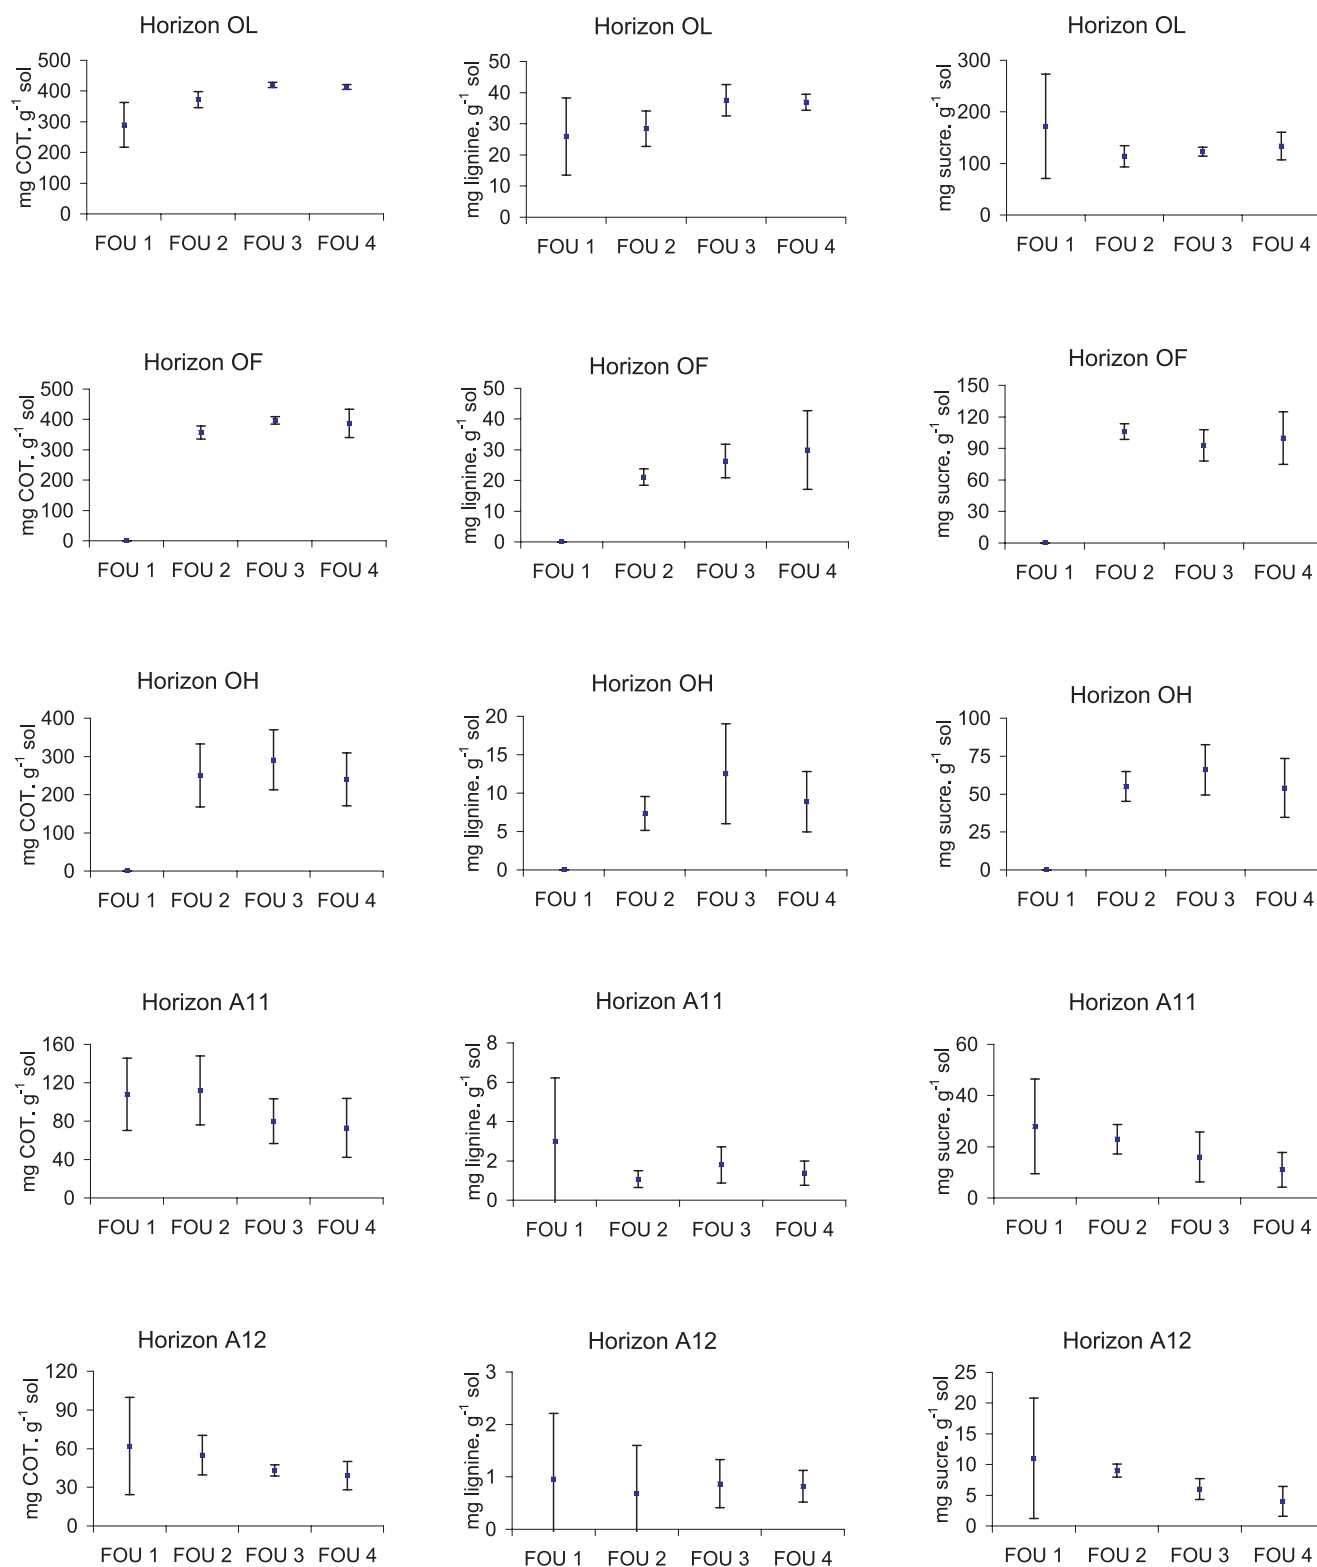 Horizon OL
mg COT. g⁻¹ sol
500
400
300
200
100
0
FOU 1 FOU 2 FOU 3 FOU 4
Horizon OL
mg lignine. g⁻¹ sol
50
40
30
20
10
0
FOU 1 FOU 2 FOU 3 FOU 4
Horizon OL
mg sucre. g⁻¹ sol
300
200
100
0
FOU 1 FOU 2 FOU 3 FOU 4
Horizon OF
mg COT. g⁻¹ sol
500
400
300
200
100
0
FOU 1 FOU 2 FOU 3 FOU 4
Horizon OF
mg lignine. g⁻¹ sol
50
40
30
20
10
0
FOU 1 FOU 2 FOU 3 FOU 4
Horizon OF
mg sucre. g⁻¹ sol
150
120
90
60
30
0
FOU 1 FOU 2 FOU 3 FOU 4
Horizon OH
mg COT. g⁻¹ sol
400
300
200
100
0
FOU 1 FOU 2 FOU 3 FOU 4
Horizon OH
mg lignine. g⁻¹ sol
20
15
10
5
0
FOU 1 FOU 2 FOU 3 FOU 4
Horizon OH
mg sucre. g⁻¹ sol
100
75
50
25
0
FOU 1 FOU 2 FOU 3 FOU 4
Horizon A11
mg COT. g⁻¹ sol
160
120
80
40
0
FOU 1 FOU 2 FOU 3 FOU 4
Horizon A11
mg lignine. g⁻¹ sol
8
6
4
2
0
FOU 1 FOU 2 FOU 3 FOU 4
Horizon A11
mg sucre. g⁻¹ sol
60
40
20
0
FOU 1 FOU 2 FOU 3 FOU 4
Horizon A12
mg COT. g⁻¹ sol
120
90
60
30
0
FOU 1 FOU 2 FOU 3 FOU 4
Horizon A12
mg lignine. g⁻¹ sol
3
2
1
0
FOU 1 FOU 2 FOU 3 FOU 4
Horizon A12
mg sucre. g⁻¹ sol
25
20
15
10
5
0
FOU 1 FOU 2 FOU 3 FOU 4